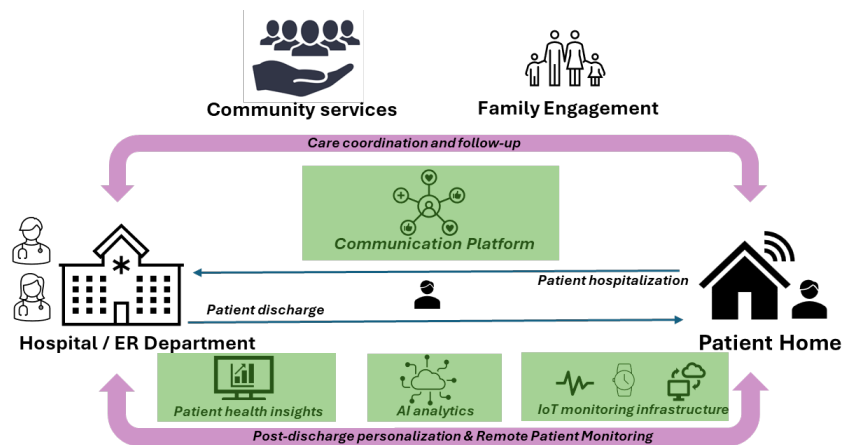 Community services
Family Engagement
Care coordination and follow-up
Communication Platform
Patient hospitalization
Patient discharge
Hospital / ER Department
Patient Home
Patient health insights
AI analytics
IoT monitoring infrastructure
Post-discharge personalization & Remote Patient Monitoring